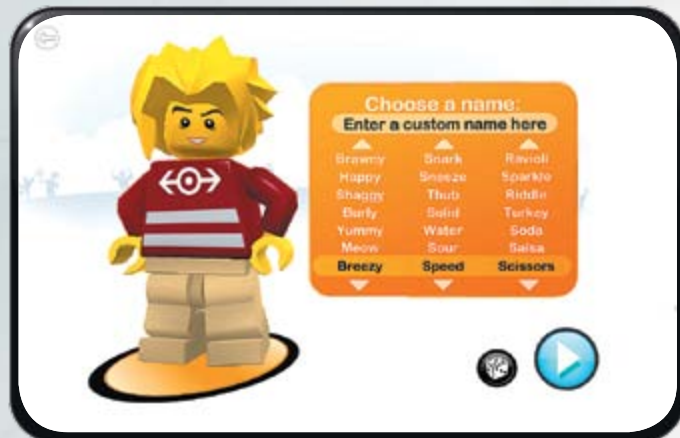 Choose a name:
Enter a custom name here
Brawny Snark Ravioli
Happy Sneeze Sparkle
Shaggy Thub Riddle
Burly Solid Turkey
Yummy Water Soda
Meow Sour Salsa
Breezy Speed Scissors